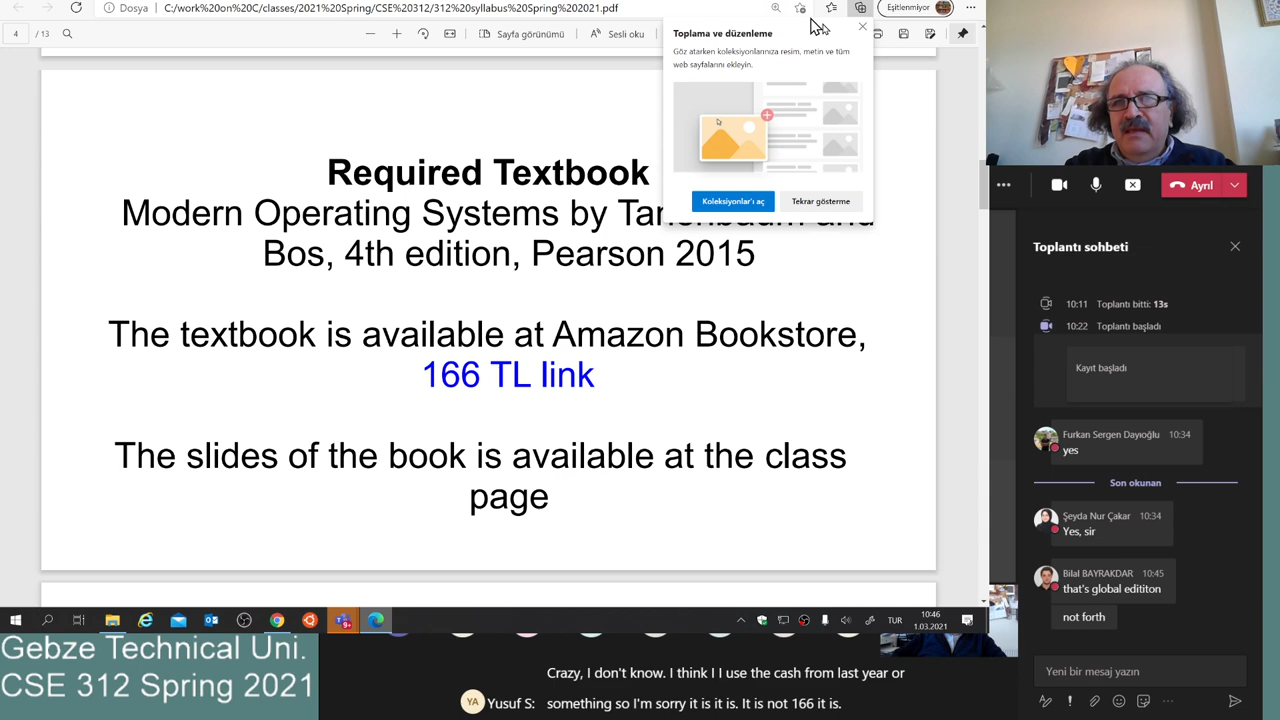 Dosya
C:/work%20on%20C/classes/2021%20Spring/CSE%20312/312%20syllabus%20Spring%202021.pdf
Eşitlenmiyor
4 / 13
Sayfa görünümü
Sesli oku
Toplama ve düzenleme
Göz atarken koleksiyonlarınıza resim, metin ve tüm
web sayfalarını ekleyin.
Koleksiyonlar'ı aç
Tekrar gösterme
Required Textbook
Modern Operating Systems by Tanenbaum and
Bos, 4th edition, Pearson 2015
The textbook is available at Amazon Bookstore,
166 TL link
The slides of the book is available at the class
page
Ayrıl
Toplantı sohbeti
10:11 Toplantı bitti: 13s
10:22 Toplantı başladı
Kayıt başladı
Furkan Sergen Dayıoğlu 10:34
yes
Son okunan
Şeyda Nur Çakar 10:34
Yes, sir
Bilal BAYRAKDAR 10:45
that's global edititon
not forth
Yeni bir mesaj yazın
9+
TUR
10:46
1.03.2021
Gebze Technical Uni.
CSE 312 Spring 2021
Crazy, I don't know. I think I I use the cash from last year or
YA Yusuf S: something so I'm sorry it is it is. It is not 166 it is.